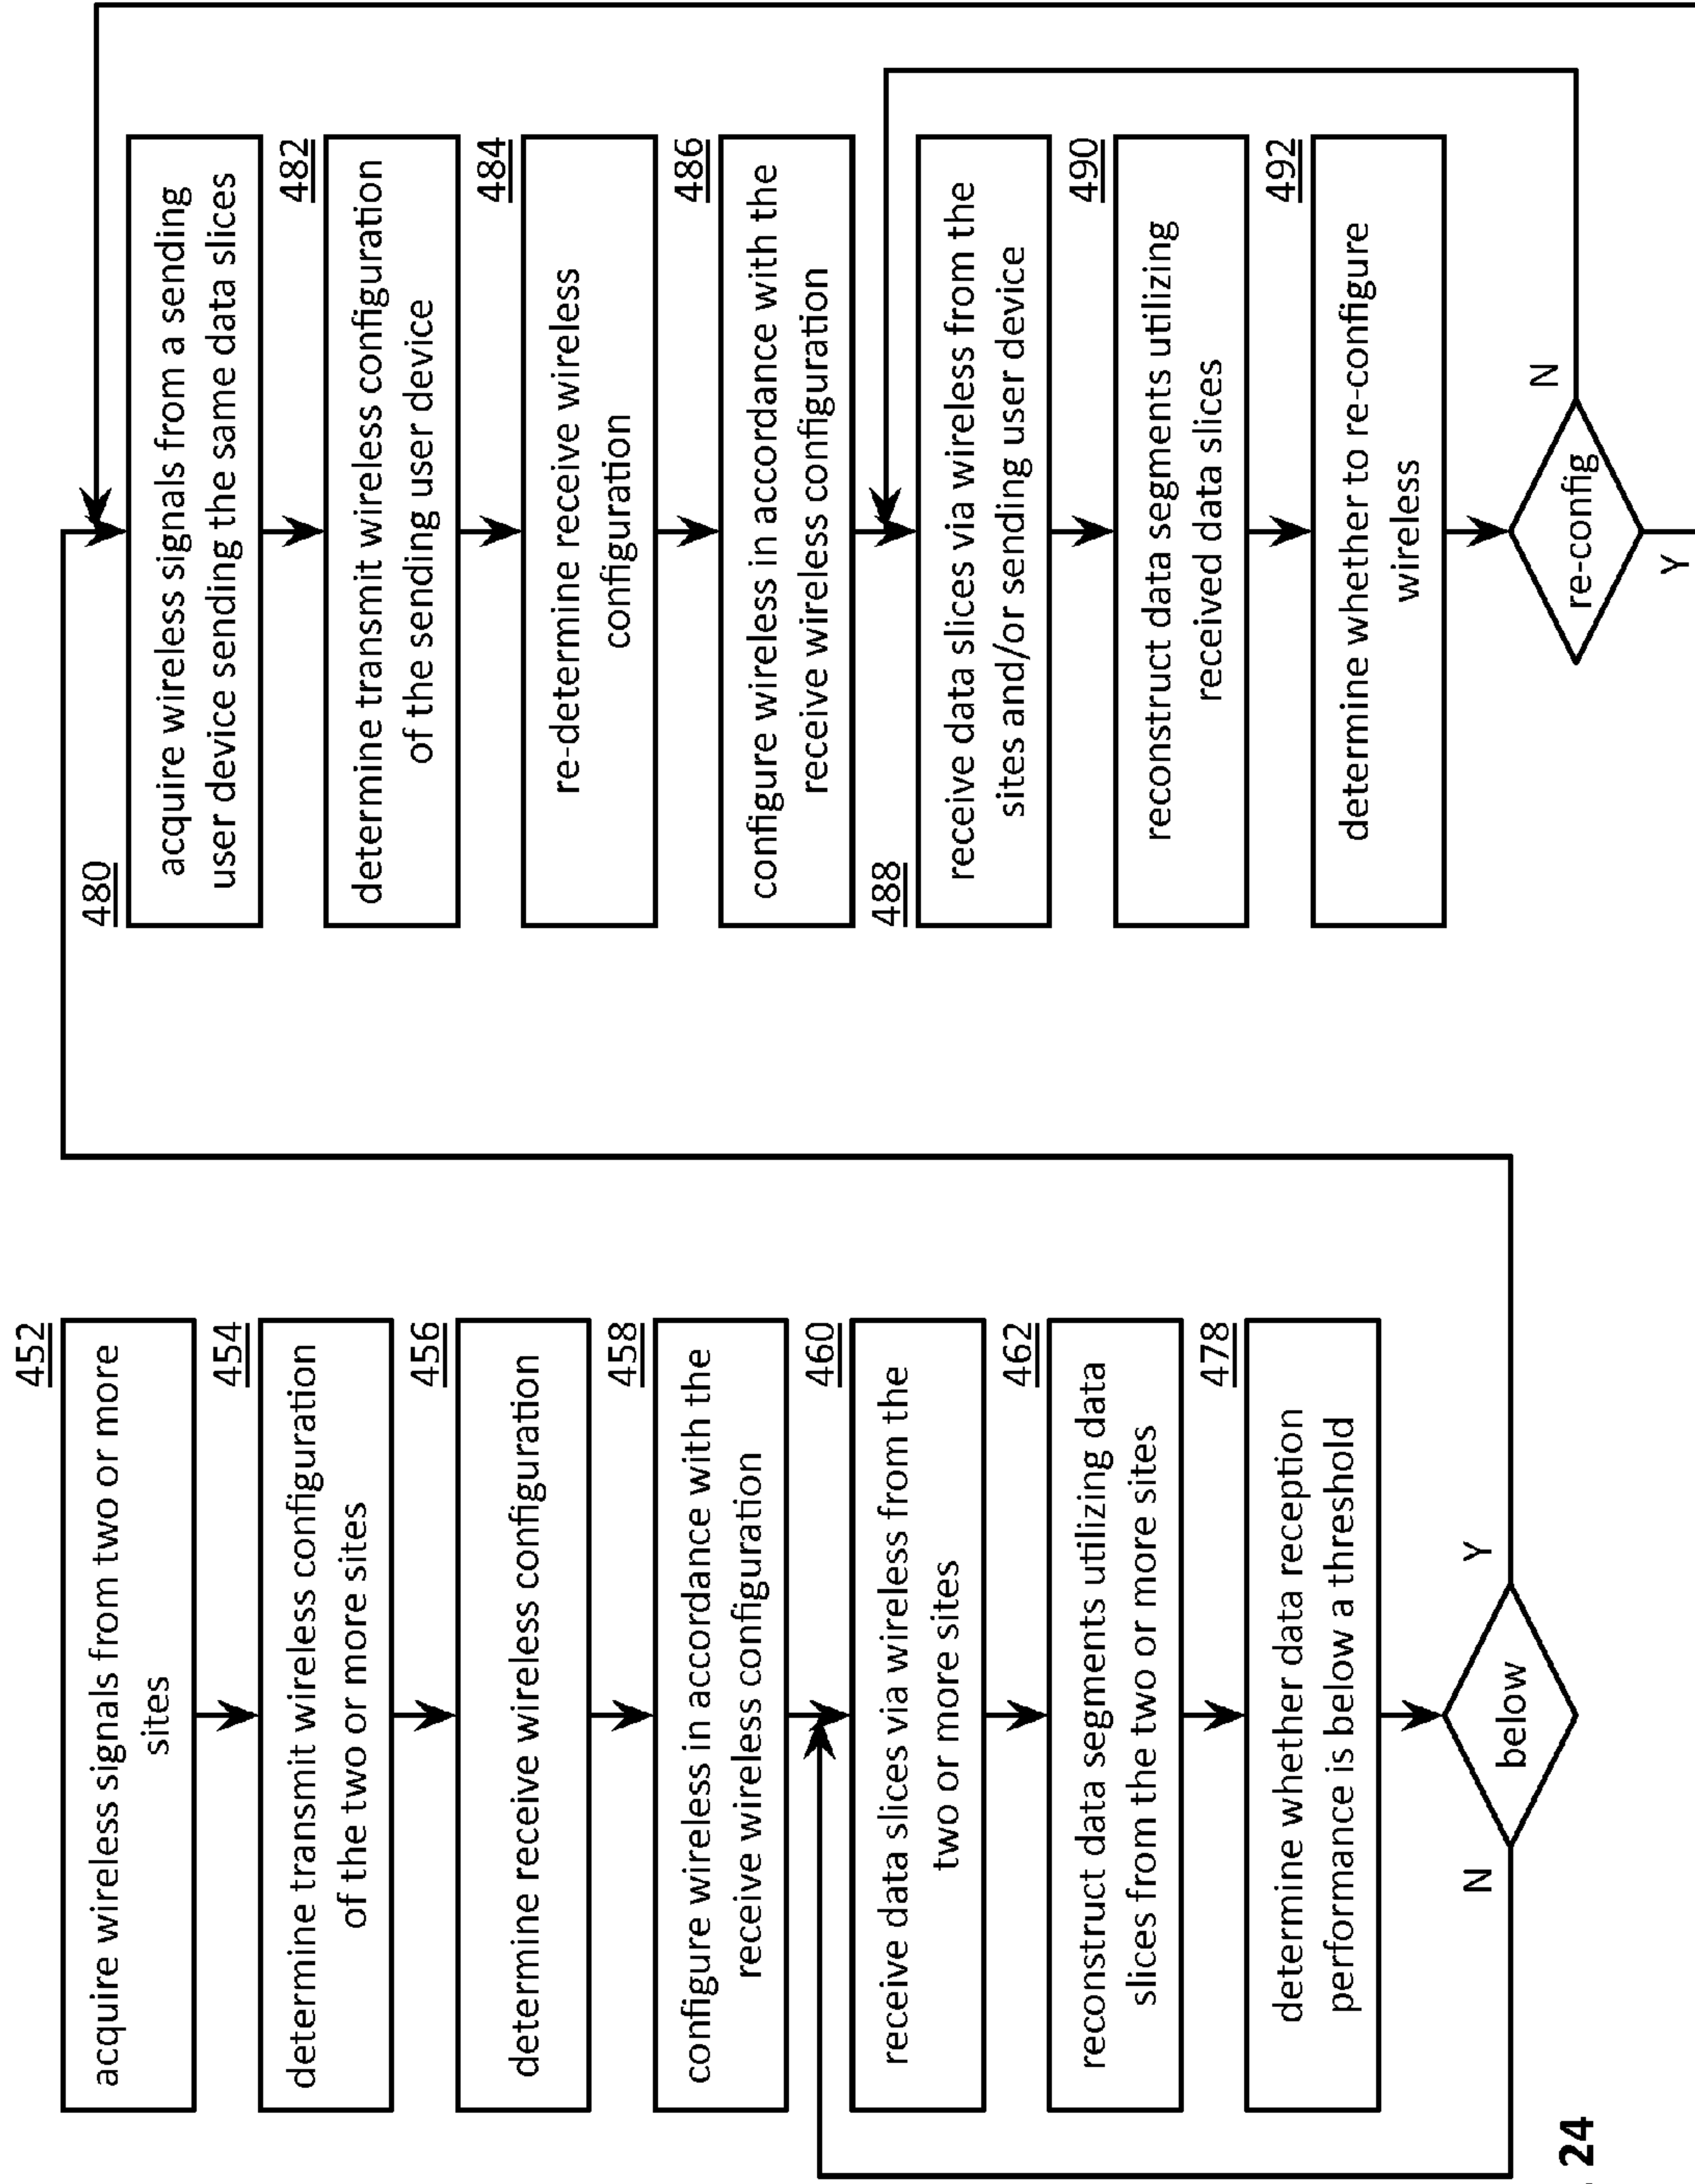 452
acquire wireless signals from two or more
sites
454
determine transmit wireless configuration
of the two or more sites
456
determine receive wireless configuration
458
configure wireless in accordance with the
receive wireless configuration
460
receive data slices via wireless from the
two or more sites
462
reconstruct data segments utilizing data
slices from the two or more sites
478
determine whether data reception
performance is below a threshold
N
below
Y
480
acquire wireless signals from a sending
user device sending the same data slices
482
determine transmit wireless configuration
of the sending user device
484
re-determine receive wireless
configuration
486
configure wireless in accordance with the
receive wireless configuration
488
receive data slices via wireless from the
sites and/or sending user device
490
reconstruct data segments utilizing
received data slices
492
determine whether to re-configure
wireless
re-config
N
Y
24